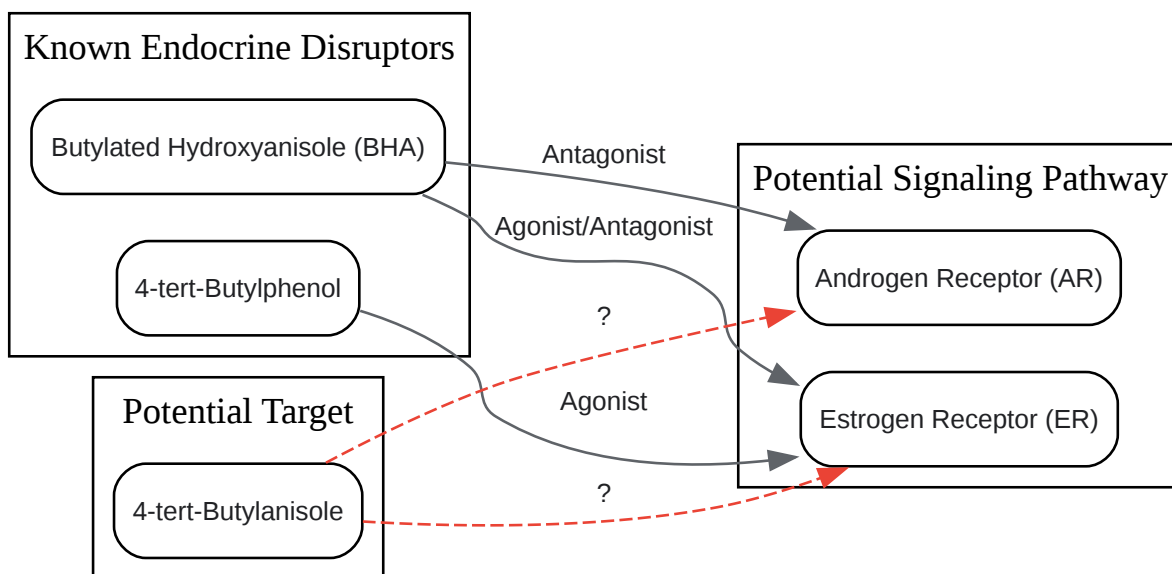 Known Endocrine Disruptors
Butylated Hydroxyanisole (BHA)
4-tert-Butylphenol
Potential Target
4-tert-Butylanisole
Antagonist
Agonist/Antagonist
?
Agonist
?
Potential Signaling Pathway
Androgen Receptor (AR)
Estrogen Receptor (ER)